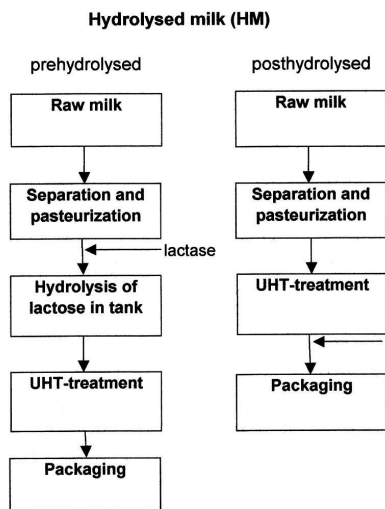 Hydrolysed milk (HM)
prehydrolysed
Raw milk
Separation and
pasteurization
lactase
Hydrolysis of
lactose in tank
UHT-treatment
Packaging
posthydrolysed
Raw milk
Separation and
pasteurization
UHT-treatment
Packaging